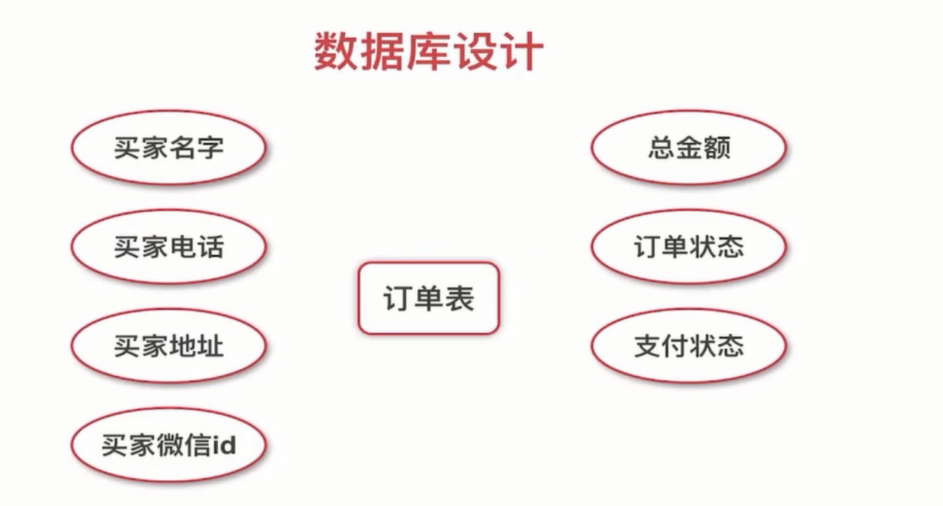 数据库设计
买家名字
买家电话
买家地址
买家微信id
订单表
总金额
订单状态
支付状态